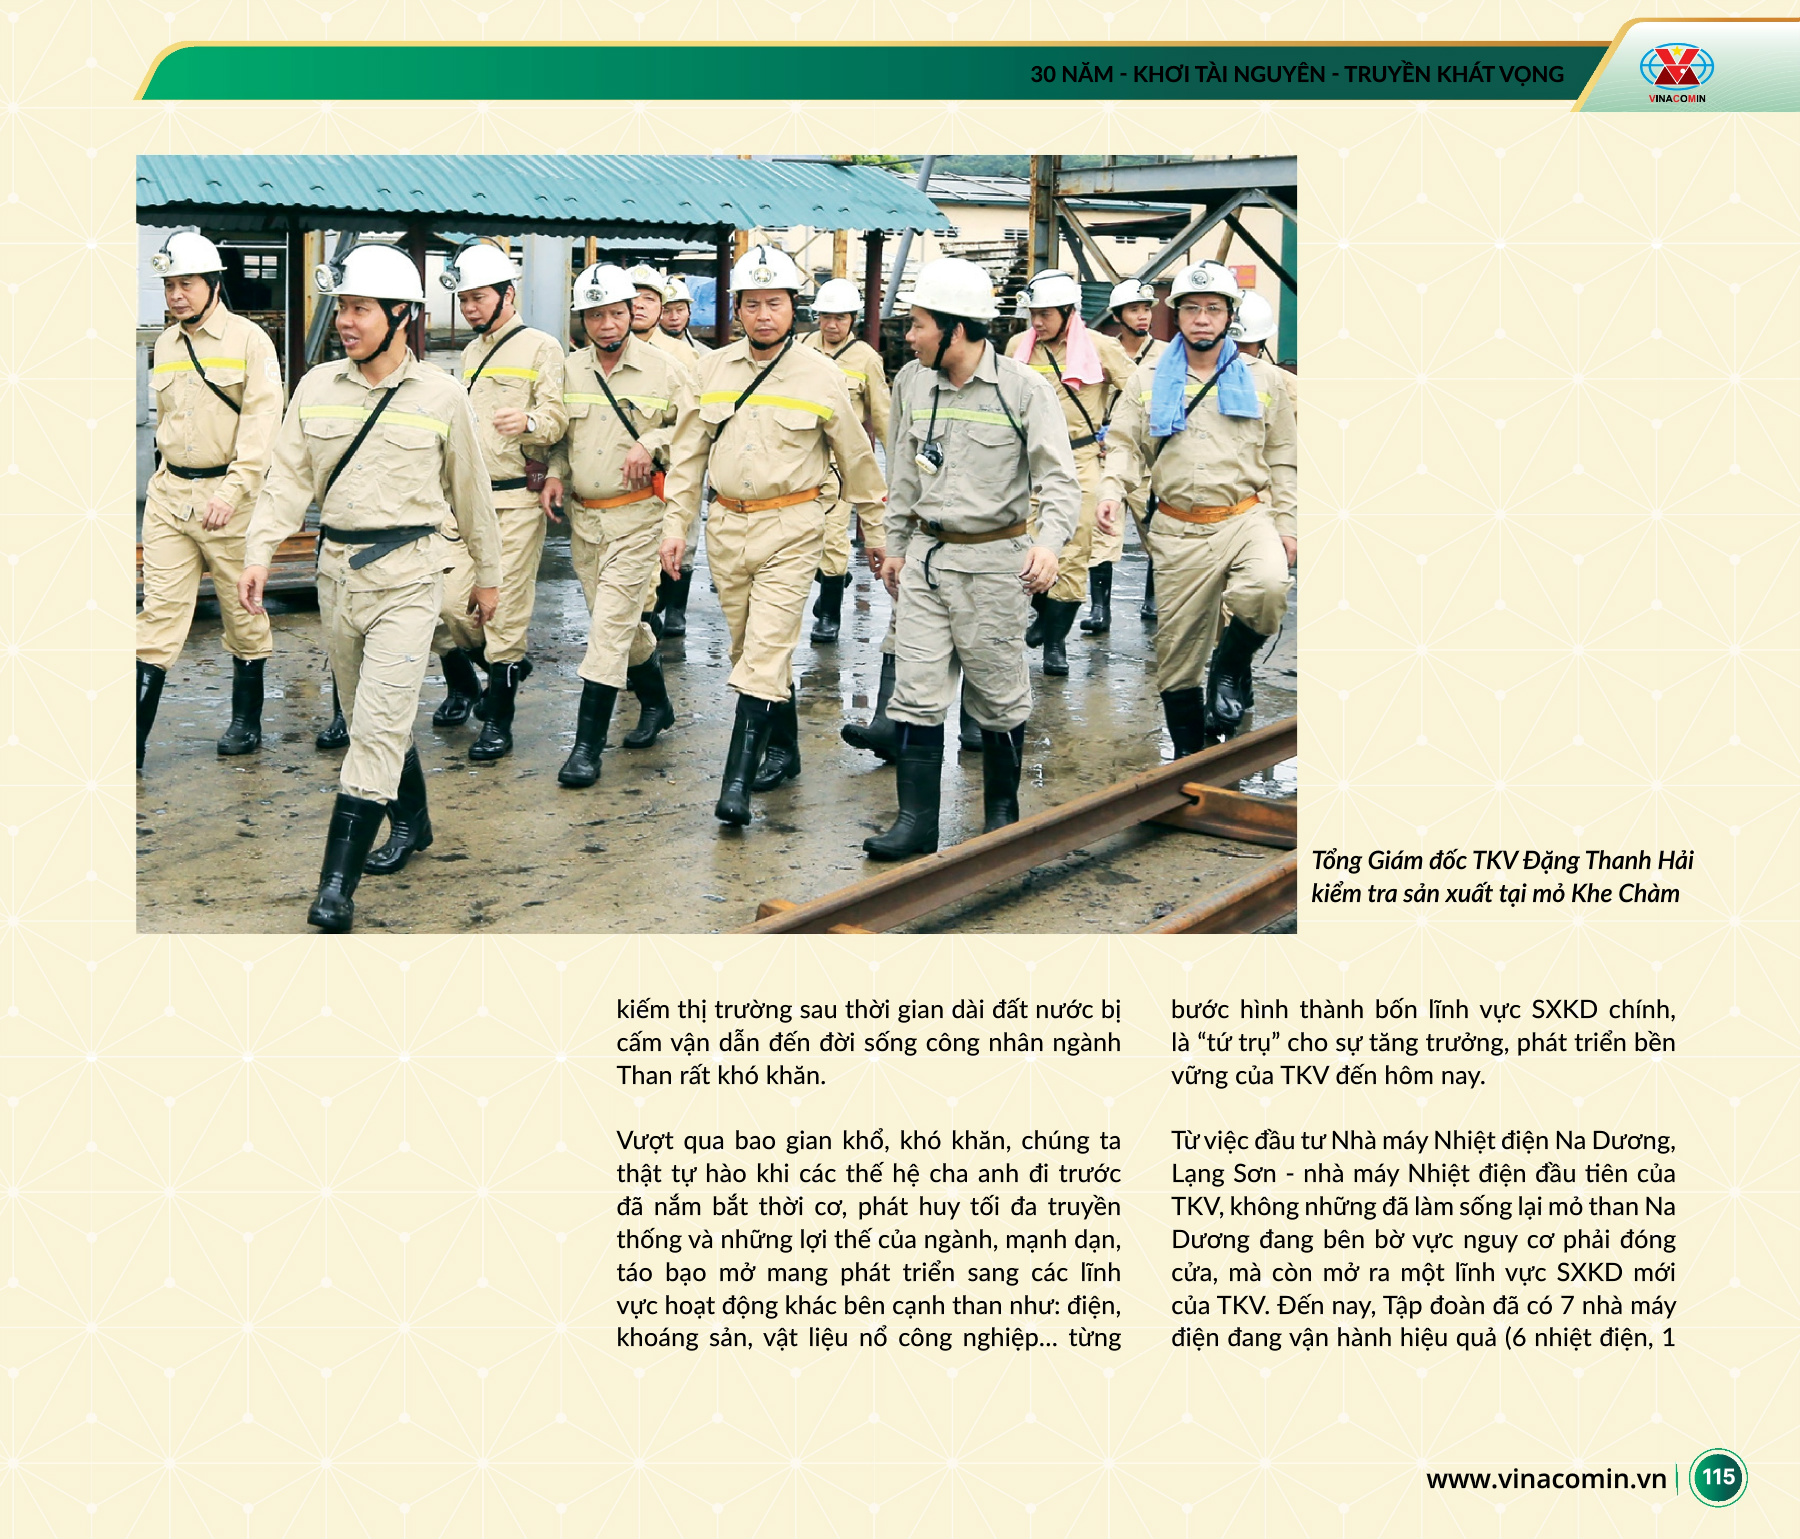 30 NĂM - KHƠI TÀI NGUYÊN - TRUYỀN KHÁT VỌNG
VINACOMIN
Tổng Giám đốc TKV Đặng Thanh Hải
kiểm tra sản xuất tại mỏ Khe Chàm
kiếm thị trường sau thời gian dài đất nước bị
cấm vận dẫn đến đời sống công nhân ngành
Than rất khó khăn.
Vượt qua bao gian khổ, khó khăn, chúng ta
thật tự hào khi các thế hệ cha anh đi trước
đã nắm bắt thời cơ, phát huy tối đa truyền
thống và những lợi thế của ngành, mạnh dạn,
táo bạo mở mang phát triển sang các lĩnh
vực hoạt động khác bên cạnh than như: điện,
khoáng sản, vật liệu nổ công nghiệp... từng
bước hình thành bốn lĩnh vực SXKD chính,
là “tứ trụ” cho sự tăng trưởng, phát triển bền
vững của TKV đến hôm nay.
Từ việc đầu tư Nhà máy Nhiệt điện Na Dương,
Lạng Sơn - nhà máy Nhiệt điện đầu tiên của
TKV, không những đã làm sống lại mỏ than Na
Dương đang bên bờ vực nguy cơ phải đóng
cửa, mà còn mở ra một lĩnh vực SXKD mới
của TKV. Đến nay, Tập đoàn đã có 7 nhà máy
điện đang vận hành hiệu quả (6 nhiệt điện, 1
www.vinacomin.vn
115